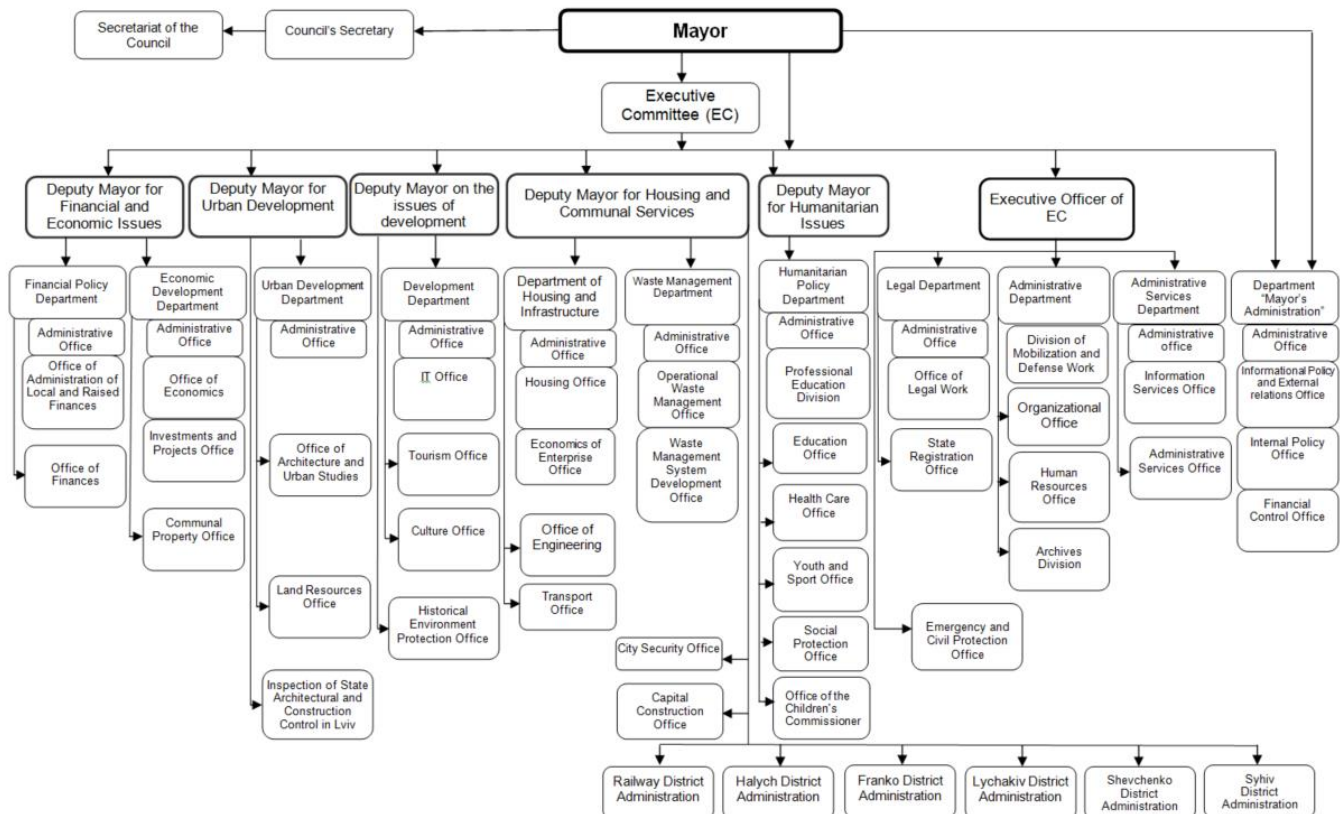 Mayor
Secretariat of the
Council
Council's Secretary
Executive
Committee (EC)
Deputy Mayor for
Financial and
Economic Issues
Deputy Mayor for
Urban Development
Deputy Mayor on the
issues of
development
Deputy Mayor for Housing and
Communal Services
Deputy Mayor
for Humanitarian
Issues
Executive Officer of
EC
Financial Policy
Department
Administrative
Office
Office of
Administration of
Local and Raised
Finances
Office of
Finances
Economic
Development
Department
Administrative
Office
Office of
Economics
Investments and
Projects Office
Communal
Property Office
Urban Development
Department
Administrative
Office
Office of
Architecture and
Urban Studies
Land Resources
Office
Inspection of State
Architectural and
Construction
Control in Lviv
Development
Department
Administrative
Office
IT Office
Tourism Office
Culture Office
Historical
Environment
Protection Office
Department of
Housing and
Infrastructure
Administrative
Office
Housing Office
Economics of
Enterprise
Office
Office of
Engineering
Transport
Office
Waste Management
Department
Administrative
Office
Operational
Waste
Management
Office
Waste
Management
System
Development
Office
City Security Office
Capital
Construction
Office
Humanitarian
Policy
Department
Administrative
Office
Professional
Education
Division
Education
Office
Health Care
Office
Youth and
Sport Office
Social
Protection
Office
Office of the
Children's
Commissioner
Legal Department
Administrative
Office
Office of
Legal Work
State
Registration
Office
Emergency and
Civil Protection
Office
Administrative
Department
Division of
Mobilization and
Defense Work
Organizational
Office
Human
Resources
Office
Archives
Division
Administrative
Services
Department
Administrative
office
Information
Services Office
Administrative
Services Office
Department
"Mayor's
Administration"
Administrative
Office
Informational Policy
and External
relations Office
Internal Policy
Office
Financial
Control Office
Railway District
Administration
Halych District
Administration
Franko District
Administration
Lychakiv District
Administration
Shevchenko
District
Administration
Syhiv
District
Administration